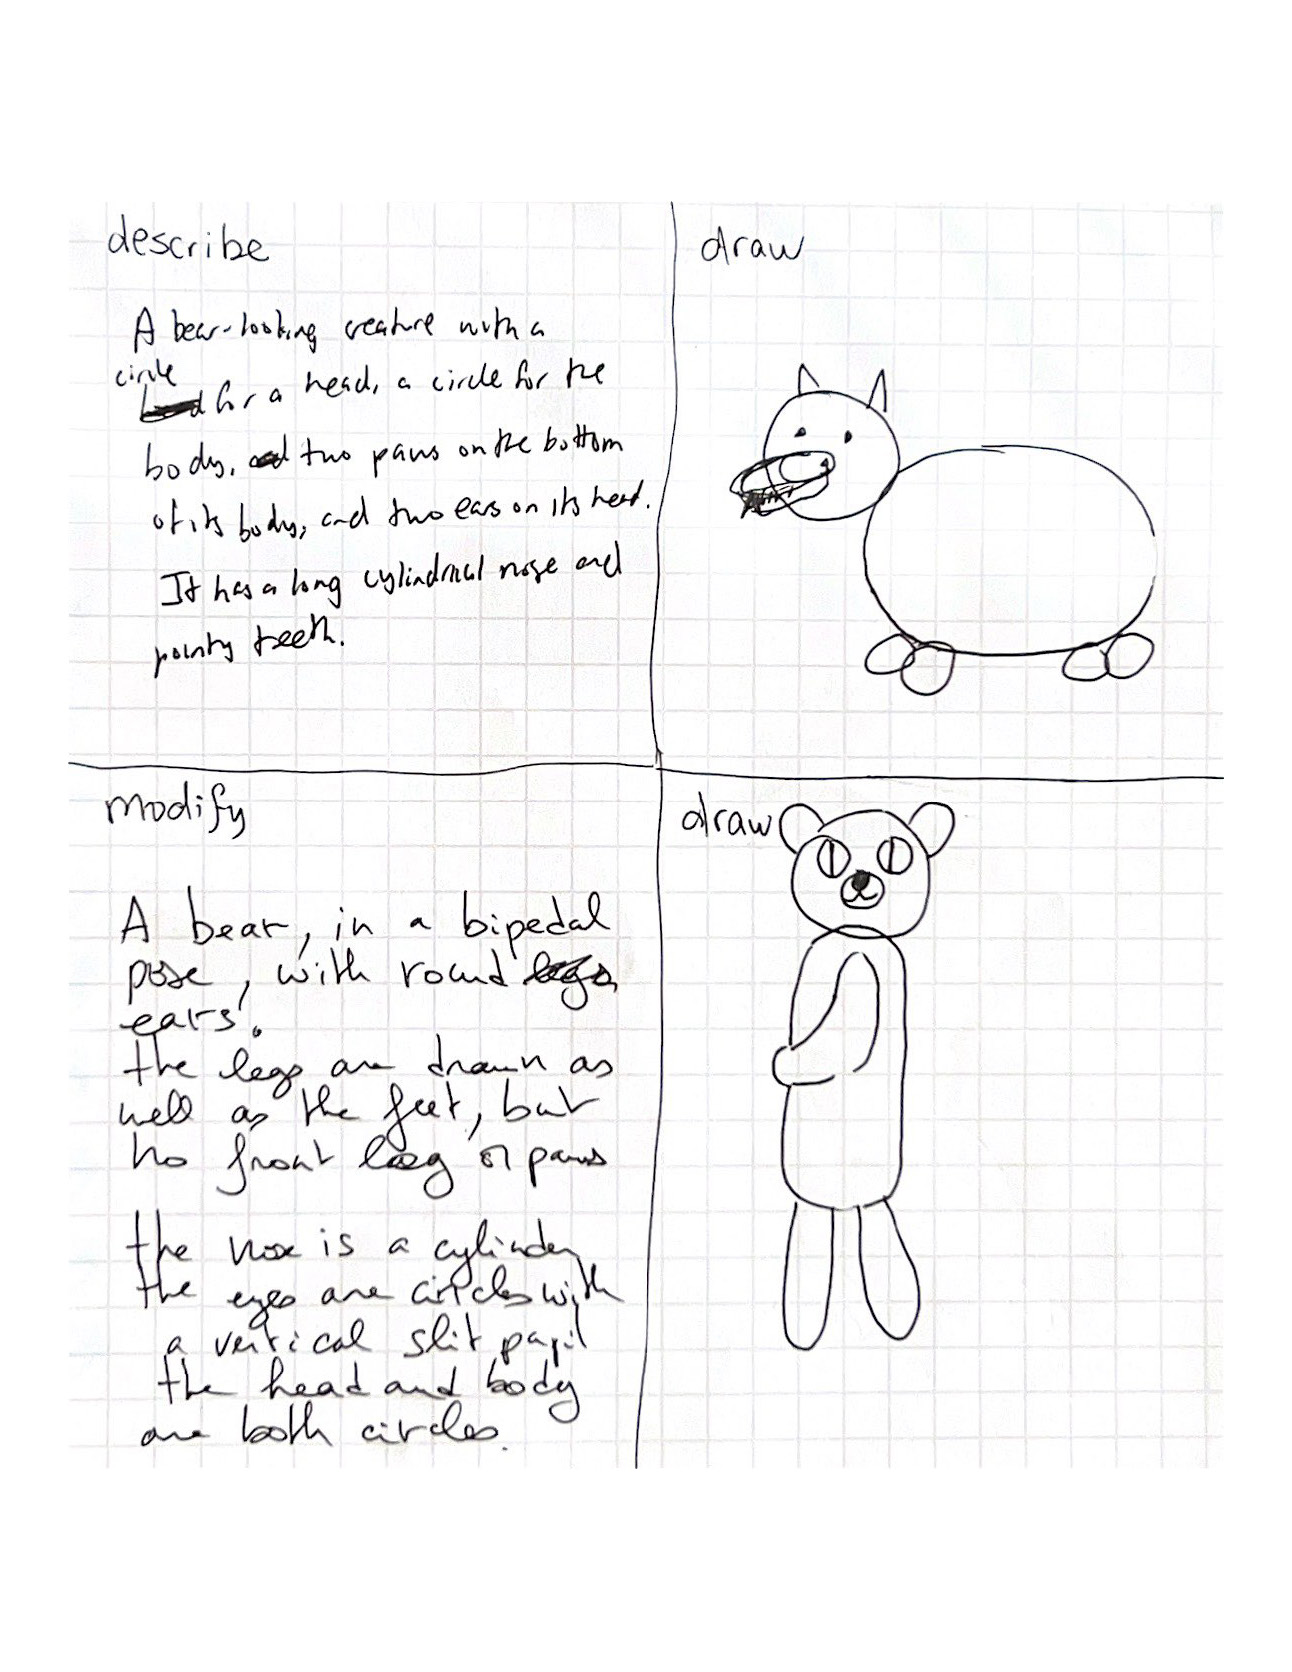 describe
A bear-looking creature with a
circle
for a head, a circle for the
body, and two paws on the bottom
of its body, and two ears on its head.
It has a long cylindrical nose and
pointy teeth.
draw
modify
A bear, in a bipedal
pose, with round legs,
ears.
the legs are drawn as
well as the feet, but
no front leg or paws
the nose is a cylinder
the eyes are circles with
a vertical slit pupil
the head and body
are both circles.
draw